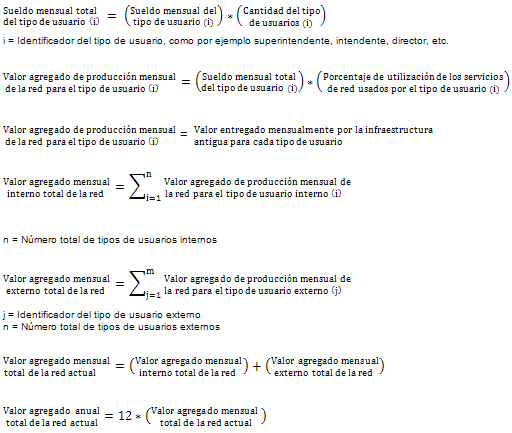 Sueldo mensual total
del tipo de usuario (i) = (Sueldo mensual del
tipo de usuario (i)) * (Cantidad del tipo
de usuarios (i))
i = Identificador del tipo de usuario, como por ejemplo superintendente, intendente, director, etc.
Valor agregado de producción mensual
de la red para el tipo de usuario (i) = (Sueldo mensual total
del tipo de usuario (i)) * (Porcentaje de utilización de los servicios
de red usados por el tipo de usuario (i))
Valor agregado de producción mensual
de la red para el tipo de usuario (i) = Valor entregado mensualmente por la infraestructura
antigua para cada tipo de usuario
Valor agregado mensual
interno total de la red = ∑ n i=1 Valor agregado de producción mensual de
la red para el tipo de usuario interno (i)
n = Número total de tipos de usuarios internos
Valor agregado mensual
externo total de la red = ∑ m j=1 Valor agregado de producción mensual de
la red para el tipo de usuario externo (j)
j = Identificador del tipo de usuario externo
n = Número total de tipos de usuarios externos
Valor agregado mensual
total de la red actual = (Valor agregado mensual
interno total de la red) + (Valor agregado mensual
externo total de la red)
Valor agregado anual
total de la red actual = 12 * (Valor agregado mensual
total de la red actual)